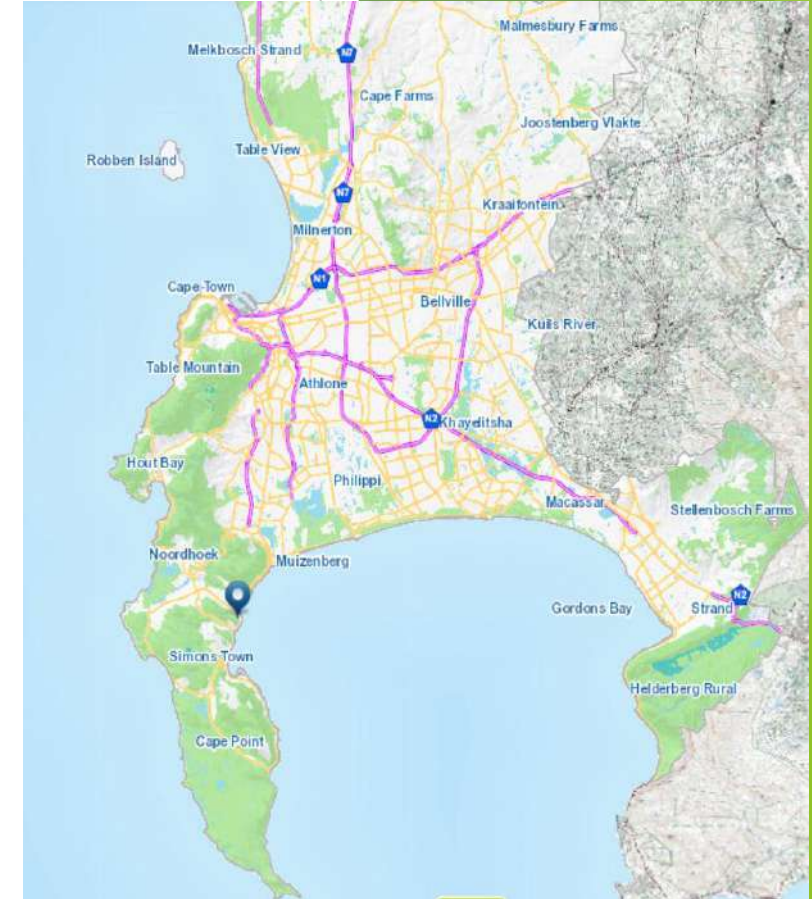 Malmesbury Farms
Melkbosch Strand
N7
Cape Farms
Joostenberg Vlakte
Table View
Robben Island
N7
Kraaifontein
Milnerton
N1
Cape Town
Bellville
Kuils River
Table Mountain
Athlone
N2
Khayelitsha
Hout Bay
Philippi
Macassar
Stellenbosch Farms
Noordhoek
Muizenberg
N2
Gordons Bay
Strand
Simons Town
Helderberg Rural
Cape Point